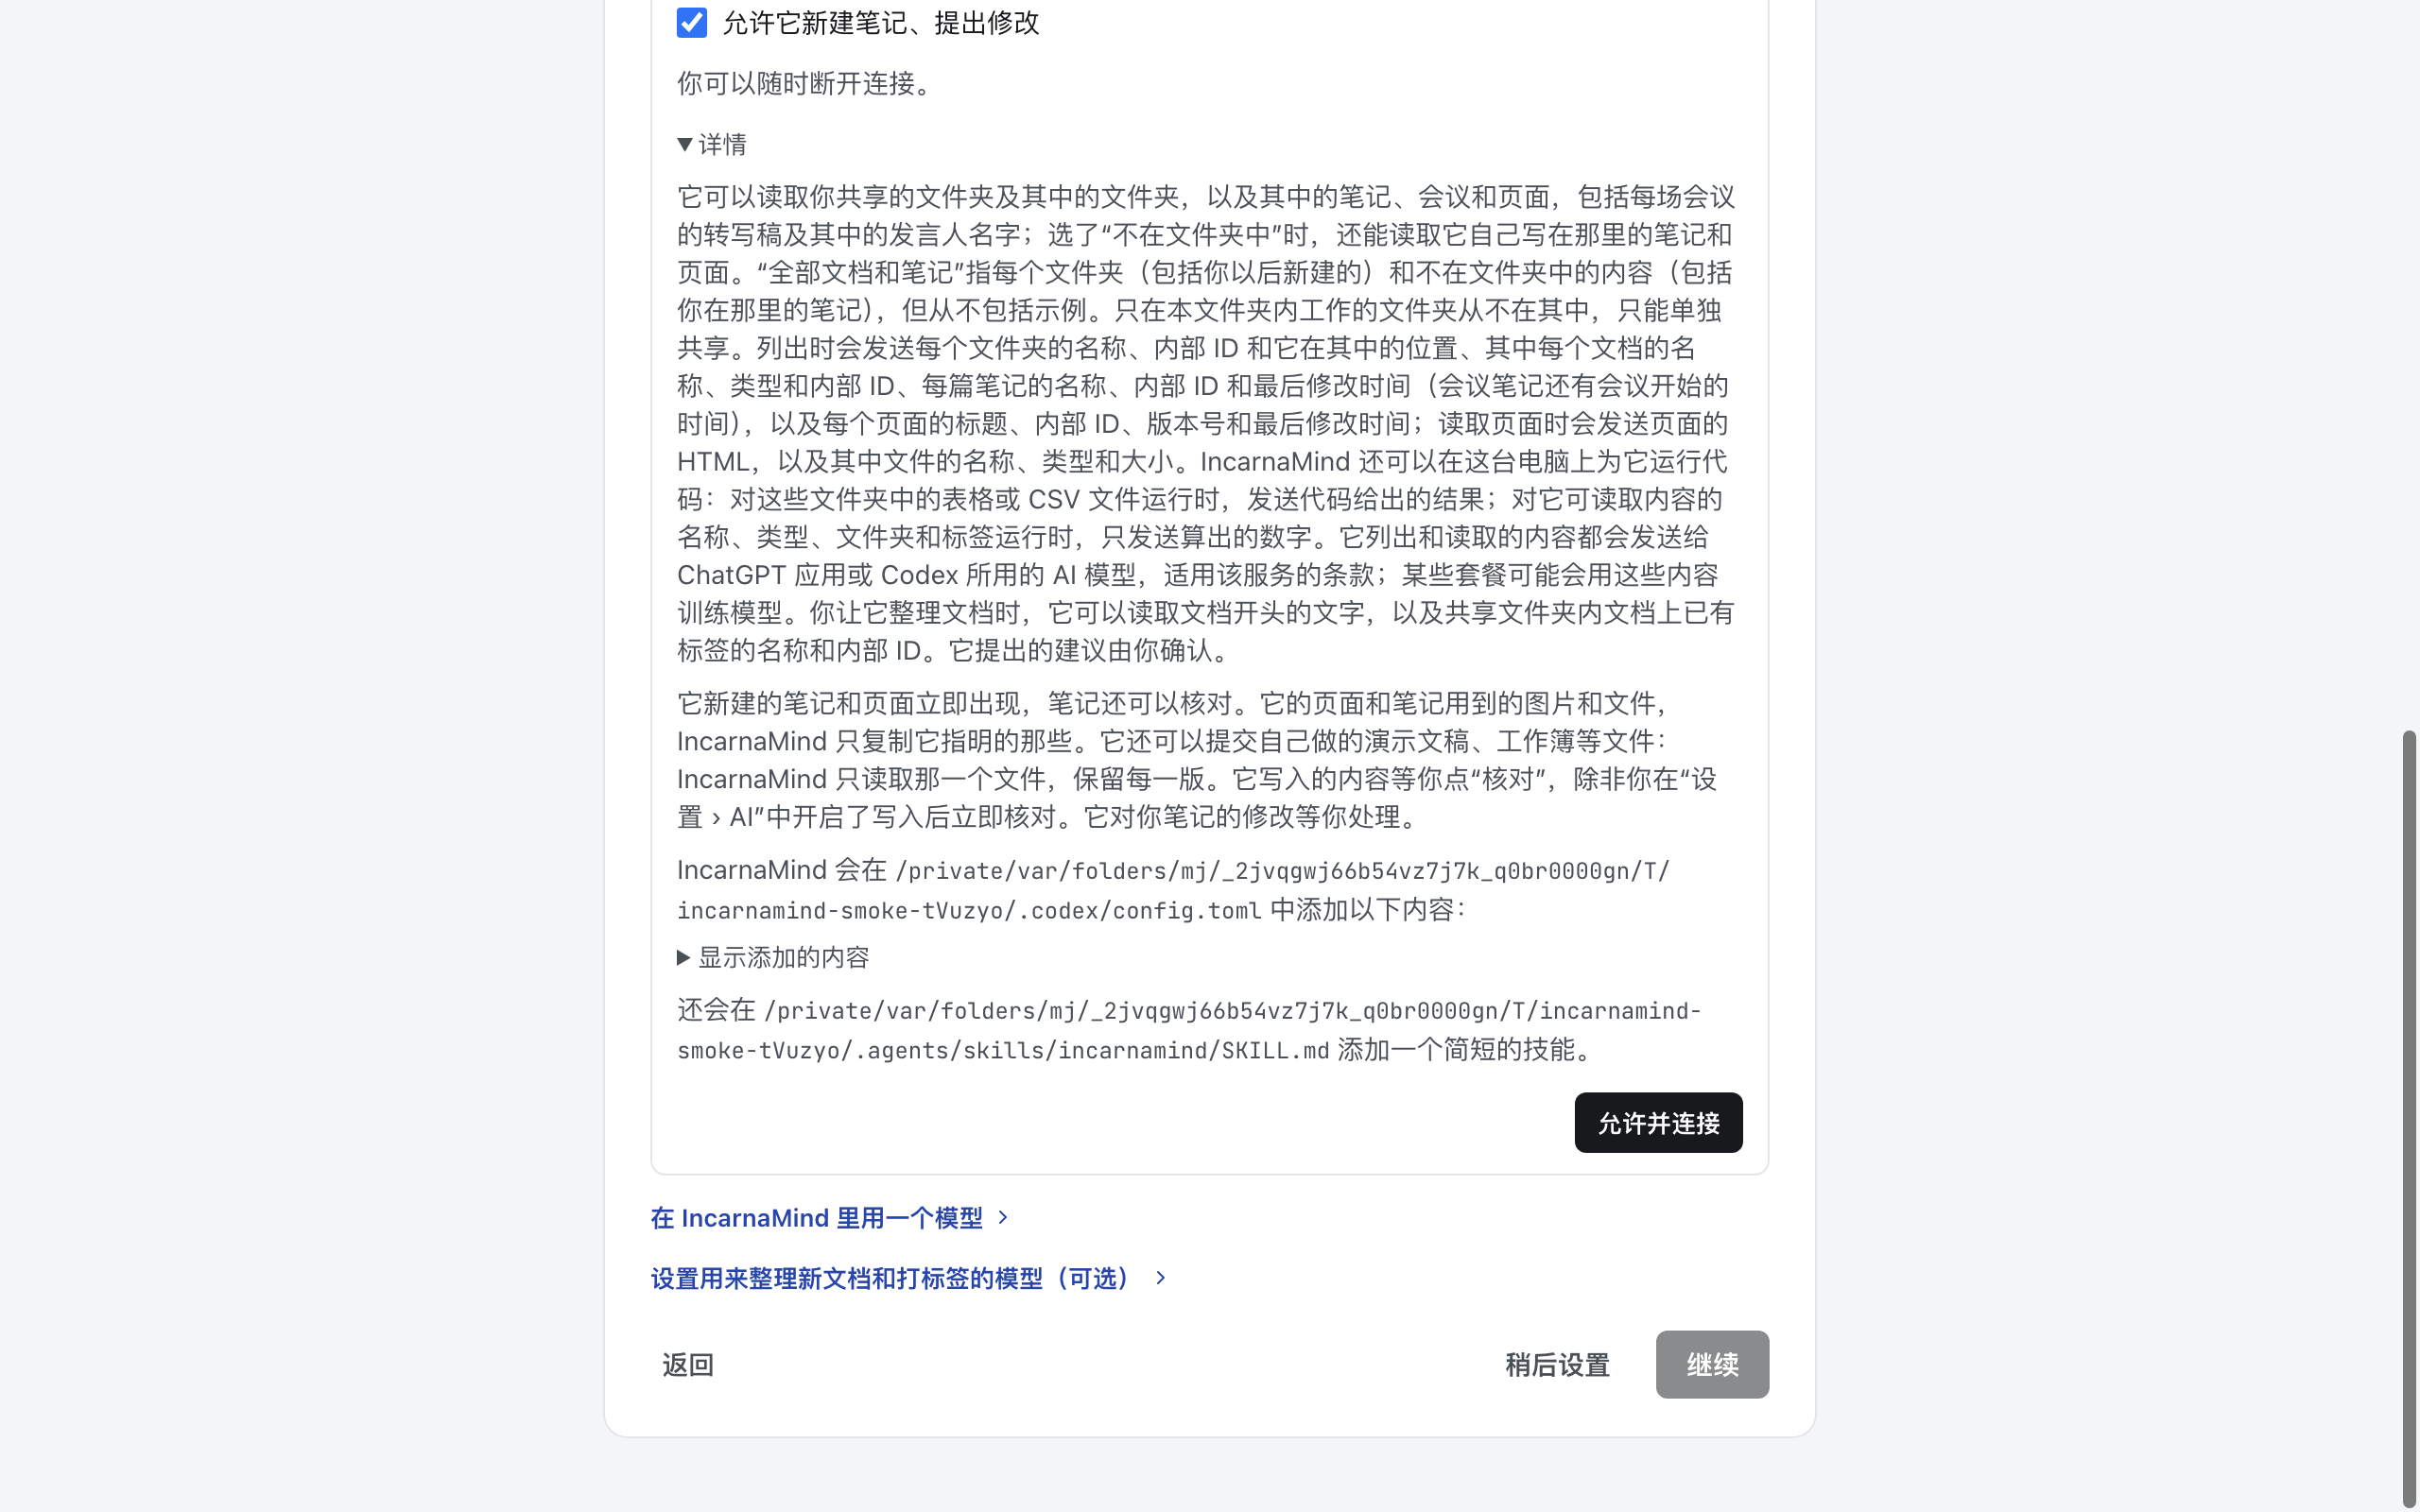 允许它新建笔记、提出修改
你可以随时断开连接。
▼详情
它可以读取你共享的文件夹及其中的文件夹，以及其中的笔记、会议和页面，包括每场会议
的转写稿及其中的发言人名字；选了“不在文件夹中”时，还能读取它自己写在那里的笔记和
页面。“全部文档和笔记”指每个文件夹（包括你以后新建的）和不在文件夹中的内容（包括
你在那里的笔记），但从不包括示例。只在本文件夹内工作的文件夹从不在其中，只能单独
共享。列出时会发送每个文件夹的名称、内部 ID 和它在其中的位置、其中每个文档的名
称、类型和内部 ID、每篇笔记的名称、内部 ID 和最后修改时间（会议笔记还有会议开始的
时间），以及每个页面的标题、内部 ID、版本号和最后修改时间；读取页面时会发送页面的
HTML，以及其中文件的名称、类型和大小。IncarnaMind 还可以在这台电脑上为它运行代
码：对这些文件夹中的表格或 CSV 文件运行时，发送代码给出的结果；对它可读取内容的
名称、类型、文件夹和标签运行时，只发送算出的数字。它列出和读取的内容都会发送给
ChatGPT 应用或 Codex 所用的 AI 模型，适用该服务的条款；某些套餐可能会用这些内容
训练模型。你让它整理文档时，它可以读取文档开头的文字，以及共享文件夹内文档上已有
标签的名称和内部 ID。它提出的建议由你确认。
它新建的笔记和页面立即出现，笔记还可以核对。它的页面和笔记用到的图片和文件，
IncarnaMind 只复制它指明的那些。它还可以提交自己做的演示文稿、工作簿等文件：
IncarnaMind 只读取那一个文件，保留每一版。它写入的内容等你点“核对”，除非你在“设
置 › AI”中开启了写入后立即核对。它对你笔记的修改等你处理。
IncarnaMind 会在 /private/var/folders/mj/_2jvqgwj66b54vz7j7k_q0br0000gn/T/
incarnamind-smoke-tVuzyo/.codex/config.toml 中添加以下内容：
▶显示添加的内容
还会在 /private/var/folders/mj/_2jvqgwj66b54vz7j7k_q0br0000gn/T/incarnamind-
smoke-tVuzyo/.agents/skills/incarnamind/SKILL.md 添加一个简短的技能。
允许并连接
在 IncarnaMind 里用一个模型 ›
设置用来整理新文档和打标签的模型（可选） ›
返回 稍后设置 继续